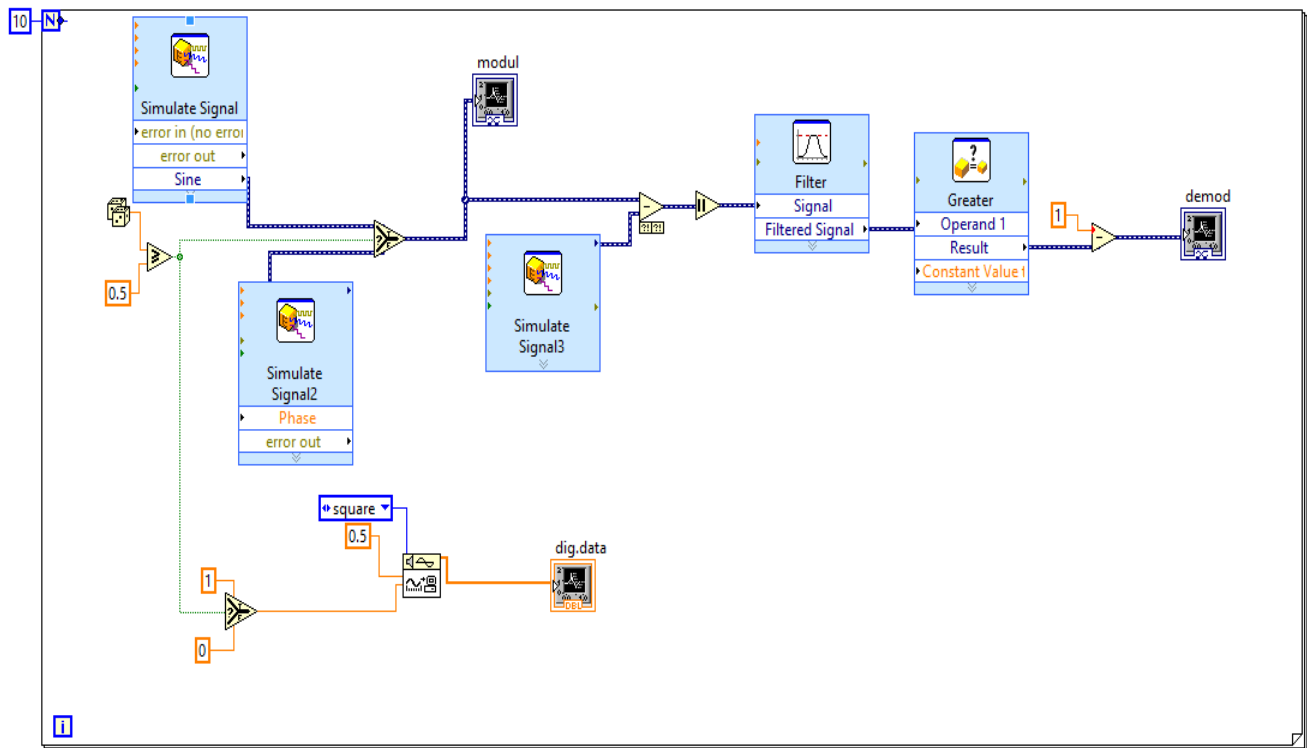 10
N
Simulate Signal
error in (no erroı
error out
Sine
0.5
modul
Simulate
Signal2
Phase
error out
Simulate
Signal3
?! ?!
Filter
Signal
Filtered Signal
?
Greater
Operand 1
Result
Constant Value f
1
demod
square
0.5
dig.data
DBL
1
0
i